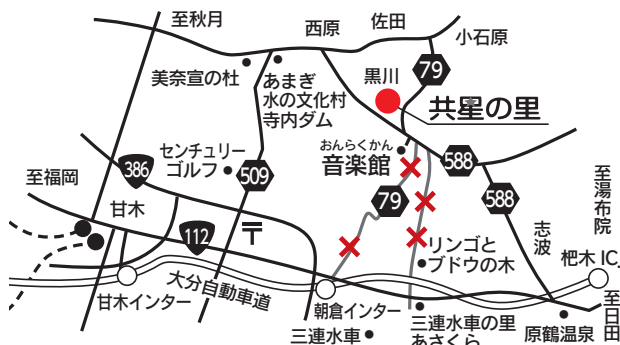 至秋月
西原
佐田
小石原
79
美奈宣の杜
あまぎ
水の文化村
寺内ダム
黒川
共星の里
おんらくかん
音楽館
センチュリー
ゴルフ
386
509
588
至福岡
甘木
112
〒
79
588
志波
至湯布院
リンゴと
ブドウの木
杷木 IC
大分自動車道
甘木インター
朝倉インター
三連水車
三連水車の里
あさくら
原鶴温泉
至日田